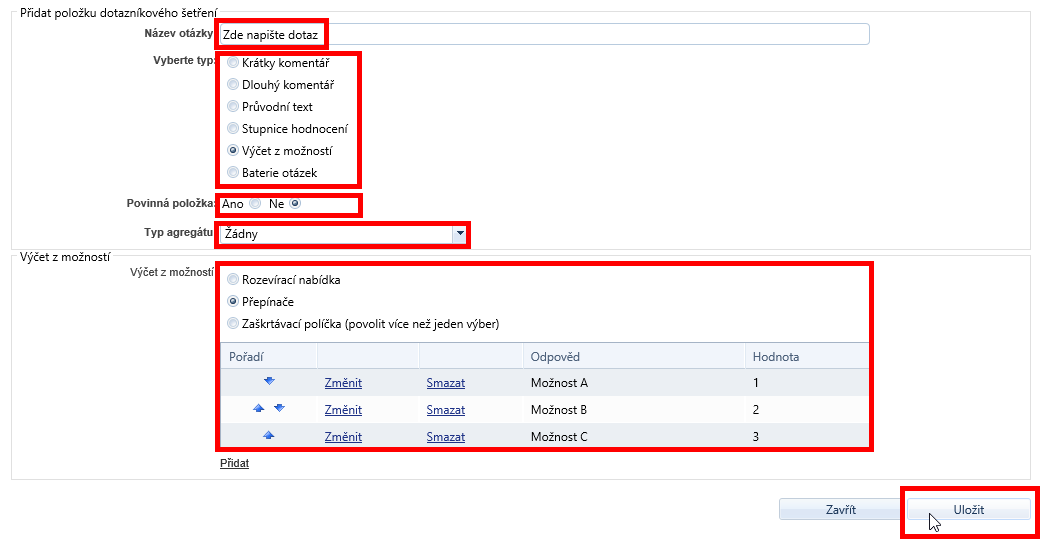 Přidat položku dotazníkového šetření
Název otázky Zde napište dotaz
Vyberte typ: Krátky komentář
Dlouhý komentář
Průvodní text
Stupnice hodnocení
Výčet z možností
Baterie otázek
Povinná položka: Ano Ne
Typ agregátu Žádny
Výčet z možností
Výčet z možností Rozevírací nabídka
Přepínače
Zaškrtávací políčka (povolit více než jeden výber)
Pořadí Odpověd Hodnota
Změnit Smazat Možnost A 1
Změnit Smazat Možnost B 2
Změnit Smazat Možnost C 3
Přidat
Zavřít Uložit